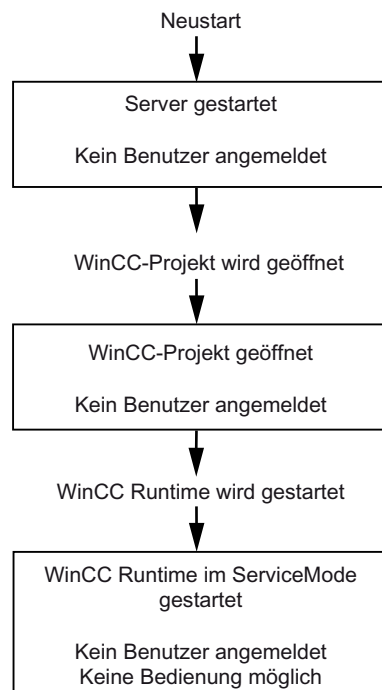 Neustart
Server gestartet
Kein Benutzer angemeldet
WinCC-Projekt wird geöffnet
WinCC-Projekt geöffnet
Kein Benutzer angemeldet
WinCC Runtime wird gestartet
WinCC Runtime im ServiceMode
gestartet
Kein Benutzer angemeldet
Keine Bedienung möglich